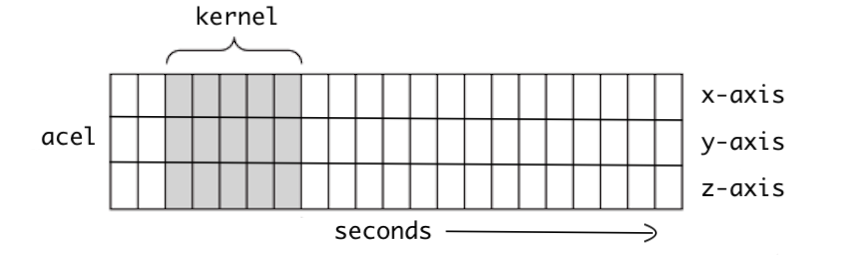 kernel
x-axis
acel
y-axis
z-axis
seconds